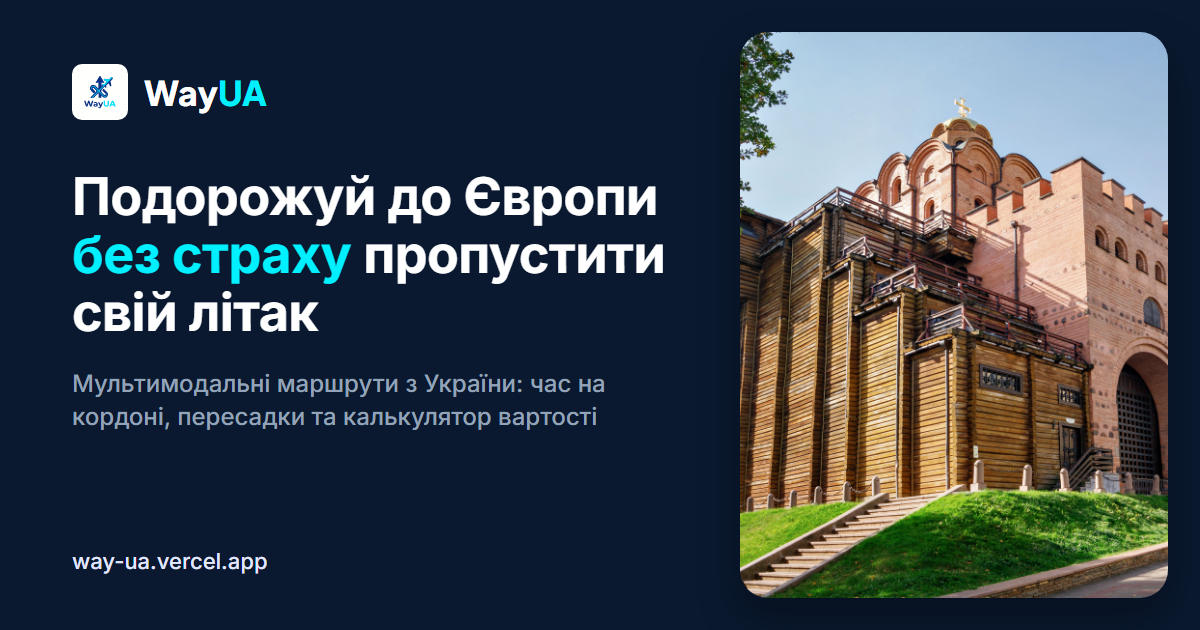 WayUA
WayUA
Подорожуй до Європи
без страху пропустити
свій літак
Мультимодальні маршрути з України: час на
кордоні, пересадки та калькулятор вартості
way-ua.vercel.app